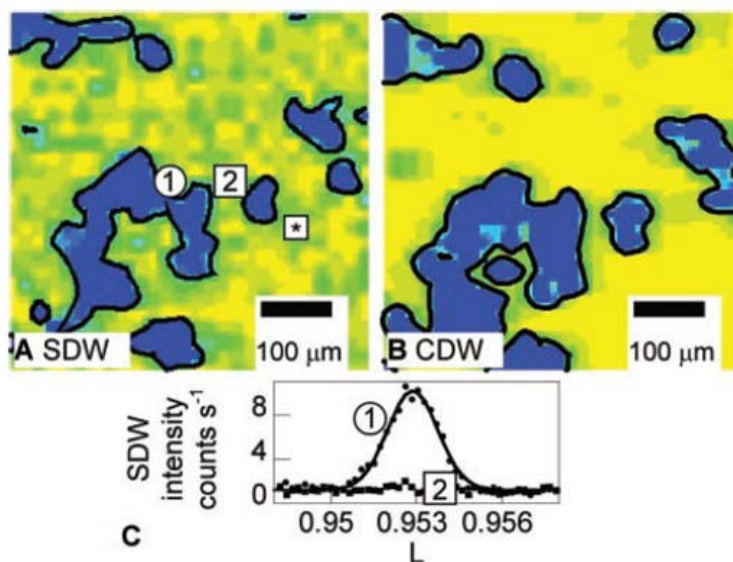 1
2
*
A SDW
100 μm
B CDW
100 μm
SDW
intensity
counts s⁻¹
8
4
0
1
2
0.95
0.953
0.956
C
L